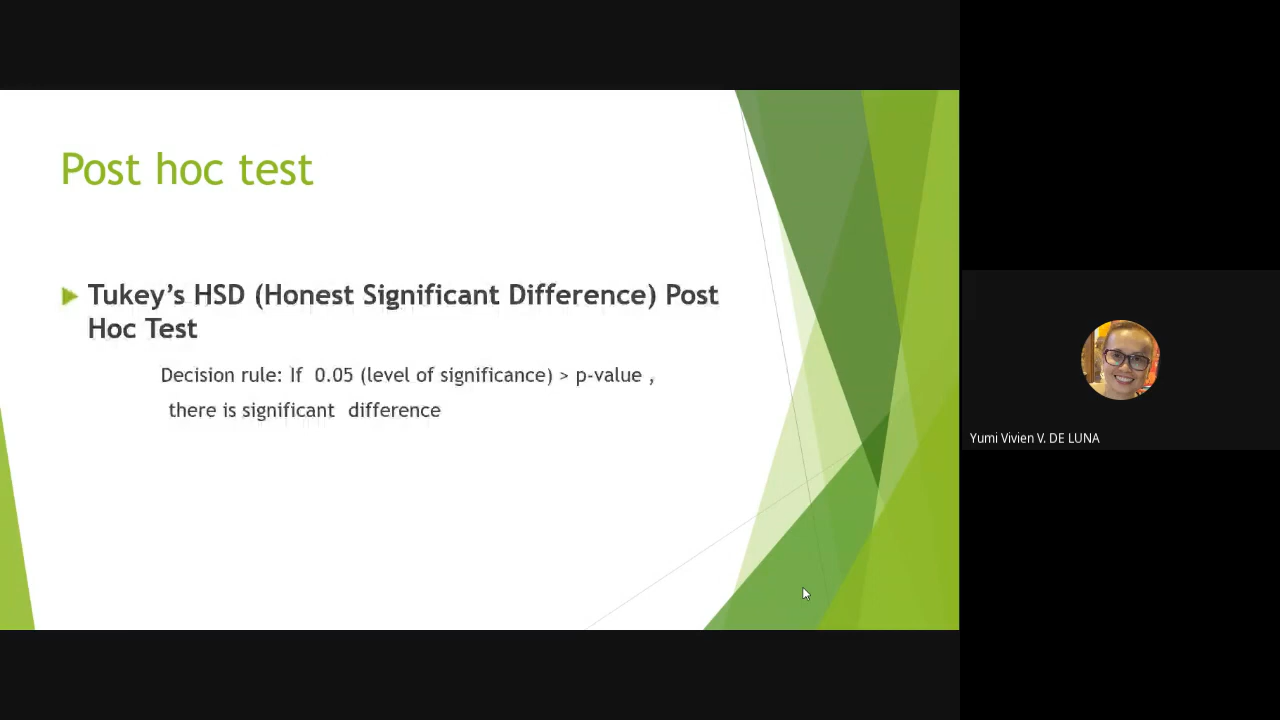 Post hoc test
Tukey’s HSD (Honest Significant Difference) Post
Hoc Test
Decision rule: If 0.05 (level of significance) > p-value ,
there is significant difference
Yumi Vivien V. DE LUNA